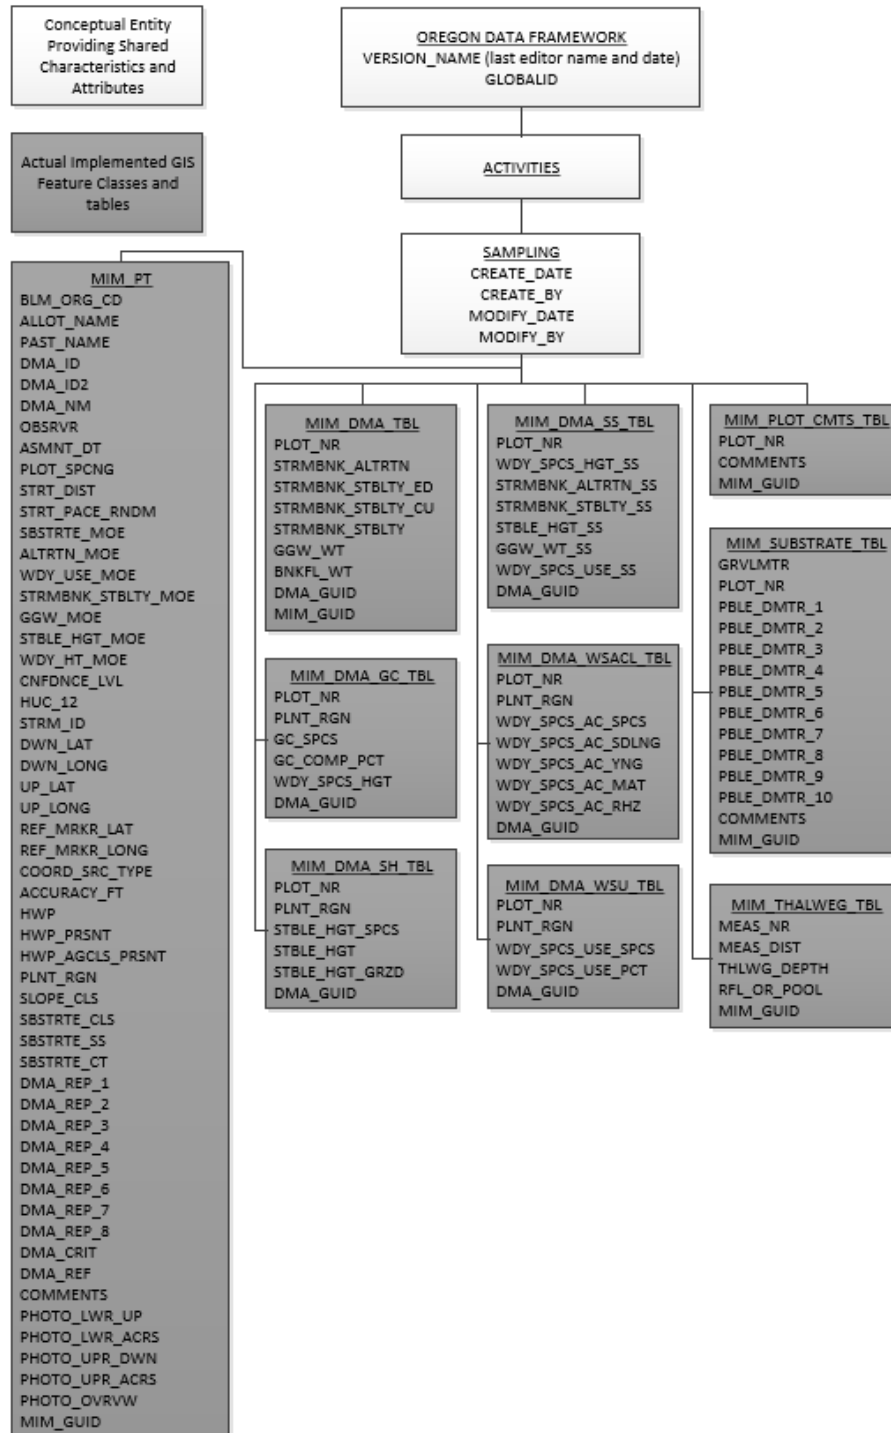 Conceptual Entity
Providing Shared
Characteristics and
Attributes
OREGON DATA FRAMEWORK
VERSION_NAME (last editor name and date)
GLOBALID
Actual Implemented GIS
Feature Classes and
tables
ACTIVITIES
SAMPLING
CREATE_DATE
CREATE_BY
MODIFY_DATE
MODIFY_BY
MIM_PT
BLM_ORG_CD
ALLOT_NAME
PAST_NAME
DMA_ID
DMA_ID2
DMA_NM
OBSRVR
ASMNT_DT
PLOT_SPCNG
STRT_DIST
STRT_PACE_RNDM
SBSTRTE_MOE
ALTRTN_MOE
WDY_USE_MOE
STRMBNK_STBLTY_MOE
GGW_MOE
STBLE_HGT_MOE
WDY_HT_MOE
CNFDNCE_LVL
HUC_12
STRM_ID
DWN_LAT
DWN_LONG
UP_LAT
UP_LONG
REF_MRKR_LAT
REF_MRKR_LONG
COORD_SRC_TYPE
ACCURACY_FT
HWP
HWP_PRSNT
HWP_AGCLS_PRSNT
PLNT_RGN
SLOPE_CLS
SBSTRTE_CLS
SBSTRTE_SS
SBSTRTE_CT
DMA_REP_1
DMA_REP_2
DMA_REP_3
DMA_REP_4
DMA_REP_5
DMA_REP_6
DMA_REP_7
DMA_REP_8
DMA_CRIT
DMA_REF
COMMENTS
PHOTO_LWR_UP
PHOTO_LWR_ACRS
PHOTO_UPR_DWN
PHOTO_UPR_ACRS
PHOTO_OVRVW
MIM_GUID
MIM_DMA_TBL
PLOT_NR
STRMBNK_ALTRTN
STRMBNK_STBLTY_ED
STRMBNK_STBLTY_CU
STRMBNK_STBLTY
GGW_WT
BNKFL_WT
DMA_GUID
MIM_GUID
MIM_DMA_GC_TBL
PLOT_NR
PLNT_RGN
GC_SPCS
GC_COMP_PCT
WDY_SPCS_HGT
DMA_GUID
MIM_DMA_SH_TBL
PLOT_NR
PLNT_RGN
STBLE_HGT_SPCS
STBLE_HGT
STBLE_HGT_GRZD
DMA_GUID
MIM_DMA_SS_TBL
PLOT_NR
WDY_SPCS_HGT_SS
STRMBNK_ALTRTN_SS
STRMBNK_STBLTY_SS
STBLE_HGT_SS
GGW_WT_SS
WDY_SPCS_USE_SS
DMA_GUID
MIM_DMA_WSACL_TBL
PLOT_NR
PLNT_RGN
WDY_SPCS_AC_SPCS
WDY_SPCS_AC_SDLNG
WDY_SPCS_AC_YNG
WDY_SPCS_AC_MAT
WDY_SPCS_AC_RHZ
DMA_GUID
MIM_DMA_WSU_TBL
PLOT_NR
PLNT_RGN
WDY_SPCS_USE_SPCS
WDY_SPCS_USE_PCT
DMA_GUID
MIM_PLOT_CMTS_TBL
PLOT_NR
COMMENTS
MIM_GUID
MIM_SUBSTRATE_TBL
GRVLMTR
PLOT_NR
PBLE_DMTR_1
PBLE_DMTR_2
PBLE_DMTR_3
PBLE_DMTR_4
PBLE_DMTR_5
PBLE_DMTR_6
PBLE_DMTR_7
PBLE_DMTR_8
PBLE_DMTR_9
PBLE_DMTR_10
COMMENTS
MIM_GUID
MIM_THALWEG_TBL
MEAS_NR
MEAS_DIST
THLWG_DEPTH
RFL_OR_POOL
MIM_GUID